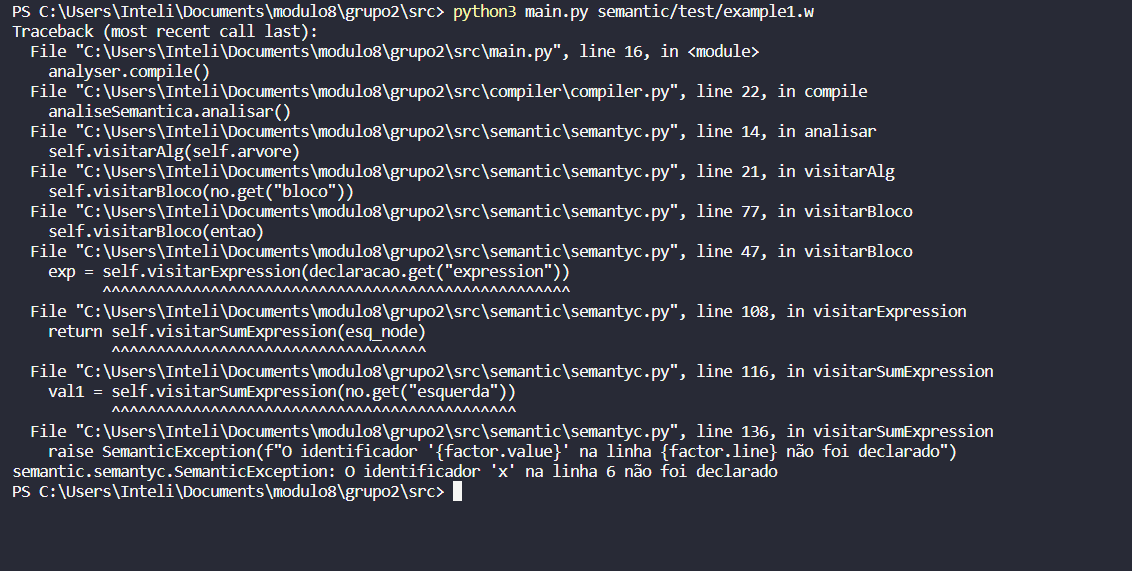 PS C:\Users\Inteli\Documents\modulo8\grupo2\src> python3 main.py semantic/test/example1.w
Traceback (most recent call last):
  File "C:\Users\Inteli\Documents\modulo8\grupo2\src\main.py", line 16, in <module>
    analyser.compile()
  File "C:\Users\Inteli\Documents\modulo8\grupo2\src\compiler\compiler.py", line 22, in compile
    analiseSemantica.analisar()
  File "C:\Users\Inteli\Documents\modulo8\grupo2\src\semantic\semantyc.py", line 14, in analisar
    self.visitarAlg(self.arvore)
  File "C:\Users\Inteli\Documents\modulo8\grupo2\src\semantic\semantyc.py", line 21, in visitarAlg
    self.visitarBloco(no.get("bloco"))
  File "C:\Users\Inteli\Documents\modulo8\grupo2\src\semantic\semantyc.py", line 77, in visitarBloco
    self.visitarBloco(entao)
  File "C:\Users\Inteli\Documents\modulo8\grupo2\src\semantic\semantyc.py", line 47, in visitarBloco
    exp = self.visitarExpression(declaracao.get("expression"))
          ^^^^^^^^^^^^^^^^^^^^^^^^^^^^^^^^^^^^^^^^^^^^^^^^^^^^
  File "C:\Users\Inteli\Documents\modulo8\grupo2\src\semantic\semantyc.py", line 108, in visitarExpression
    return self.visitarSumExpression(esq_node)
           ^^^^^^^^^^^^^^^^^^^^^^^^^^^^^^^^^^^
  File "C:\Users\Inteli\Documents\modulo8\grupo2\src\semantic\semantyc.py", line 116, in visitarSumExpression
    val1 = self.visitarSumExpression(no.get("esquerda"))
           ^^^^^^^^^^^^^^^^^^^^^^^^^^^^^^^^^^^^^^^^^^^^^
  File "C:\Users\Inteli\Documents\modulo8\grupo2\src\semantic\semantyc.py", line 136, in visitarSumExpression
    raise SemanticException(f"O identificador '{factor.value}' na linha {factor.line} não foi declarado")
semantic.semantyc.SemanticException: O identificador 'x' na linha 6 não foi declarado
PS C:\Users\Inteli\Documents\modulo8\grupo2\src>